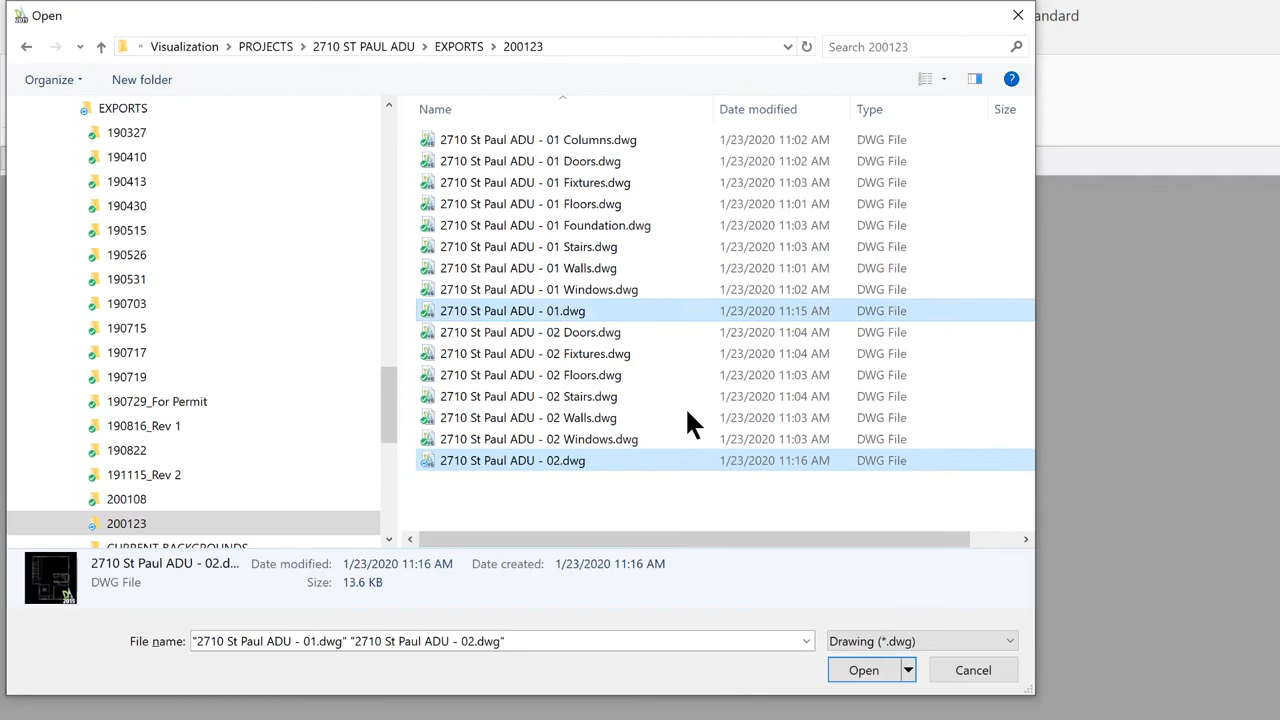 Open
andard
Visualization > PROJECTS > 2710 ST PAUL ADU > EXPORTS > 200123
Search 200123
Organize
New folder
EXPORTS
190327
190410
190413
190430
190515
190526
190531
190703
190715
190717
190719
190729_For Permit
190816_Rev 1
190822
191115_Rev 2
200108
200123
CURRENT BACKGROUNDS
Name Date modified Type Size
2710 St Paul ADU - 01 Columns.dwg 1/23/2020 11:02 AM DWG File
2710 St Paul ADU - 01 Doors.dwg 1/23/2020 11:02 AM DWG File
2710 St Paul ADU - 01 Fixtures.dwg 1/23/2020 11:03 AM DWG File
2710 St Paul ADU - 01 Floors.dwg 1/23/2020 11:01 AM DWG File
2710 St Paul ADU - 01 Foundation.dwg 1/23/2020 11:03 AM DWG File
2710 St Paul ADU - 01 Stairs.dwg 1/23/2020 11:03 AM DWG File
2710 St Paul ADU - 01 Walls.dwg 1/23/2020 11:01 AM DWG File
2710 St Paul ADU - 01 Windows.dwg 1/23/2020 11:02 AM DWG File
2710 St Paul ADU - 01.dwg 1/23/2020 11:15 AM DWG File
2710 St Paul ADU - 02 Doors.dwg 1/23/2020 11:04 AM DWG File
2710 St Paul ADU - 02 Fixtures.dwg 1/23/2020 11:04 AM DWG File
2710 St Paul ADU - 02 Floors.dwg 1/23/2020 11:03 AM DWG File
2710 St Paul ADU - 02 Stairs.dwg 1/23/2020 11:04 AM DWG File
2710 St Paul ADU - 02 Walls.dwg 1/23/2020 11:03 AM DWG File
2710 St Paul ADU - 02 Windows.dwg 1/23/2020 11:03 AM DWG File
2710 St Paul ADU - 02.dwg 1/23/2020 11:16 AM DWG File
2710 St Paul ADU - 02.d... Date modified: 1/23/2020 11:16 AM Date created: 1/23/2020 11:16 AM
DWG File Size: 13.6 KB
File name: "2710 St Paul ADU - 01.dwg" "2710 St Paul ADU - 02.dwg" Drawing (*.dwg)
Open Cancel